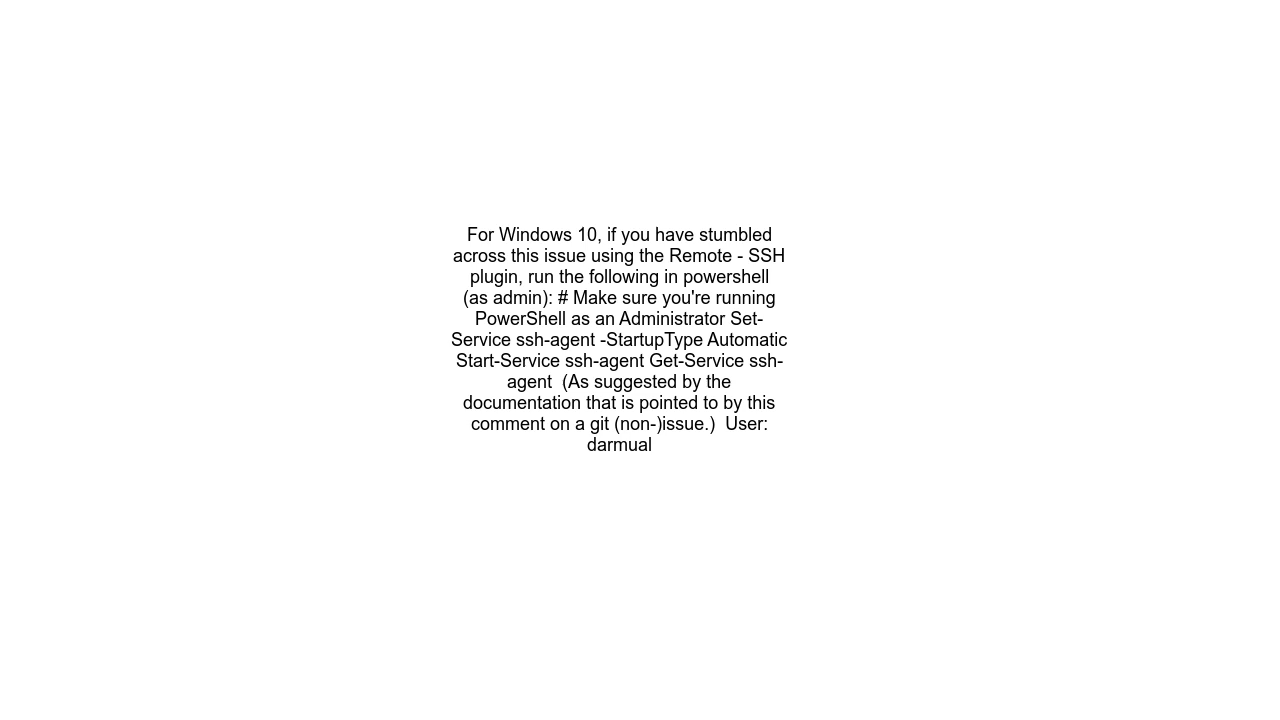 For Windows 10, if you have stumbled
across this issue using the Remote - SSH
plugin, run the following in powershell
(as admin): # Make sure you're running
PowerShell as an Administrator Set-
Service ssh-agent -StartupType Automatic
Start-Service ssh-agent Get-Service ssh-
agent  (As suggested by the
documentation that is pointed to by this
comment on a git (non-)issue.)  User:
darmual